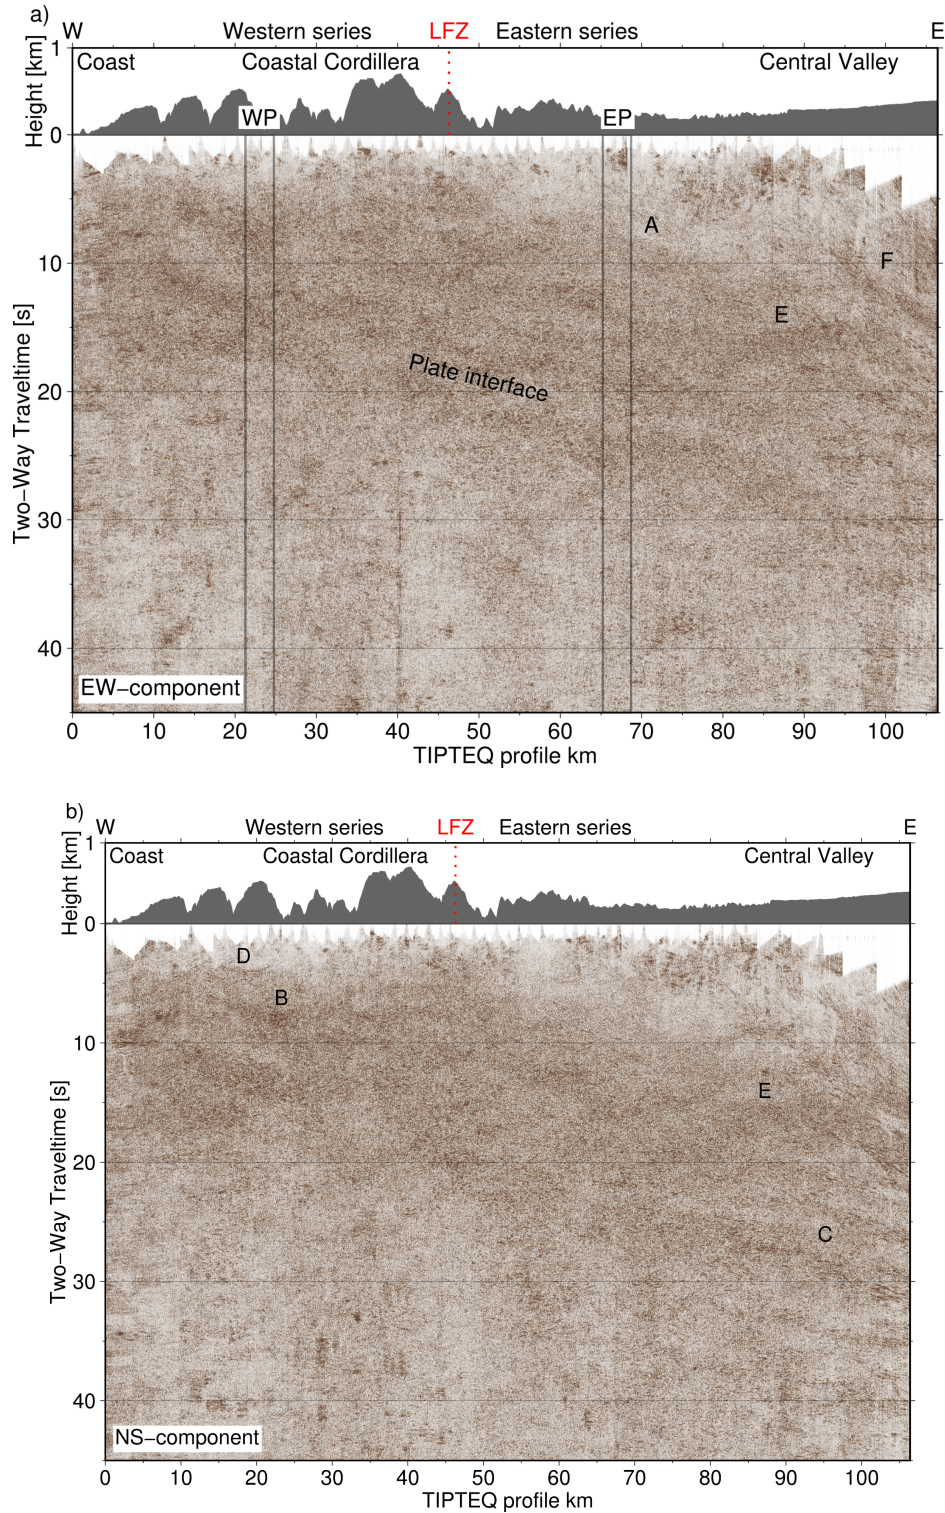 a)
W Western series LFZ Eastern series E
1
Coast Coastal Cordillera Central Valley
Height [km]
WP EP
0
A
F
10
E
Plate interface
20
Two-Way Traveltime [s]
30
40
EW-component
0 10 20 30 40 50 60 70 80 90 100
TIPTEQ profile km
b)
W Western series LFZ Eastern series E
1
Coast Coastal Cordillera Central Valley
Height [km]
0
D
B
10
E
Two-Way Traveltime [s]
20
C
30
40
NS-component
0 10 20 30 40 50 60 70 80 90 100
TIPTEQ profile km